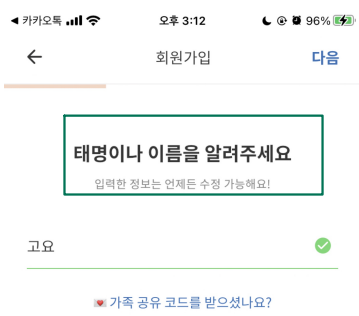 ◀ 카카오톡 오후 3:12 96%
← 회원가입 다음
태명이나 이름을 알려주세요
입력한 정보는 언제든 수정 가능해요!
고요
💌 가족 공유 코드를 받으셨나요?